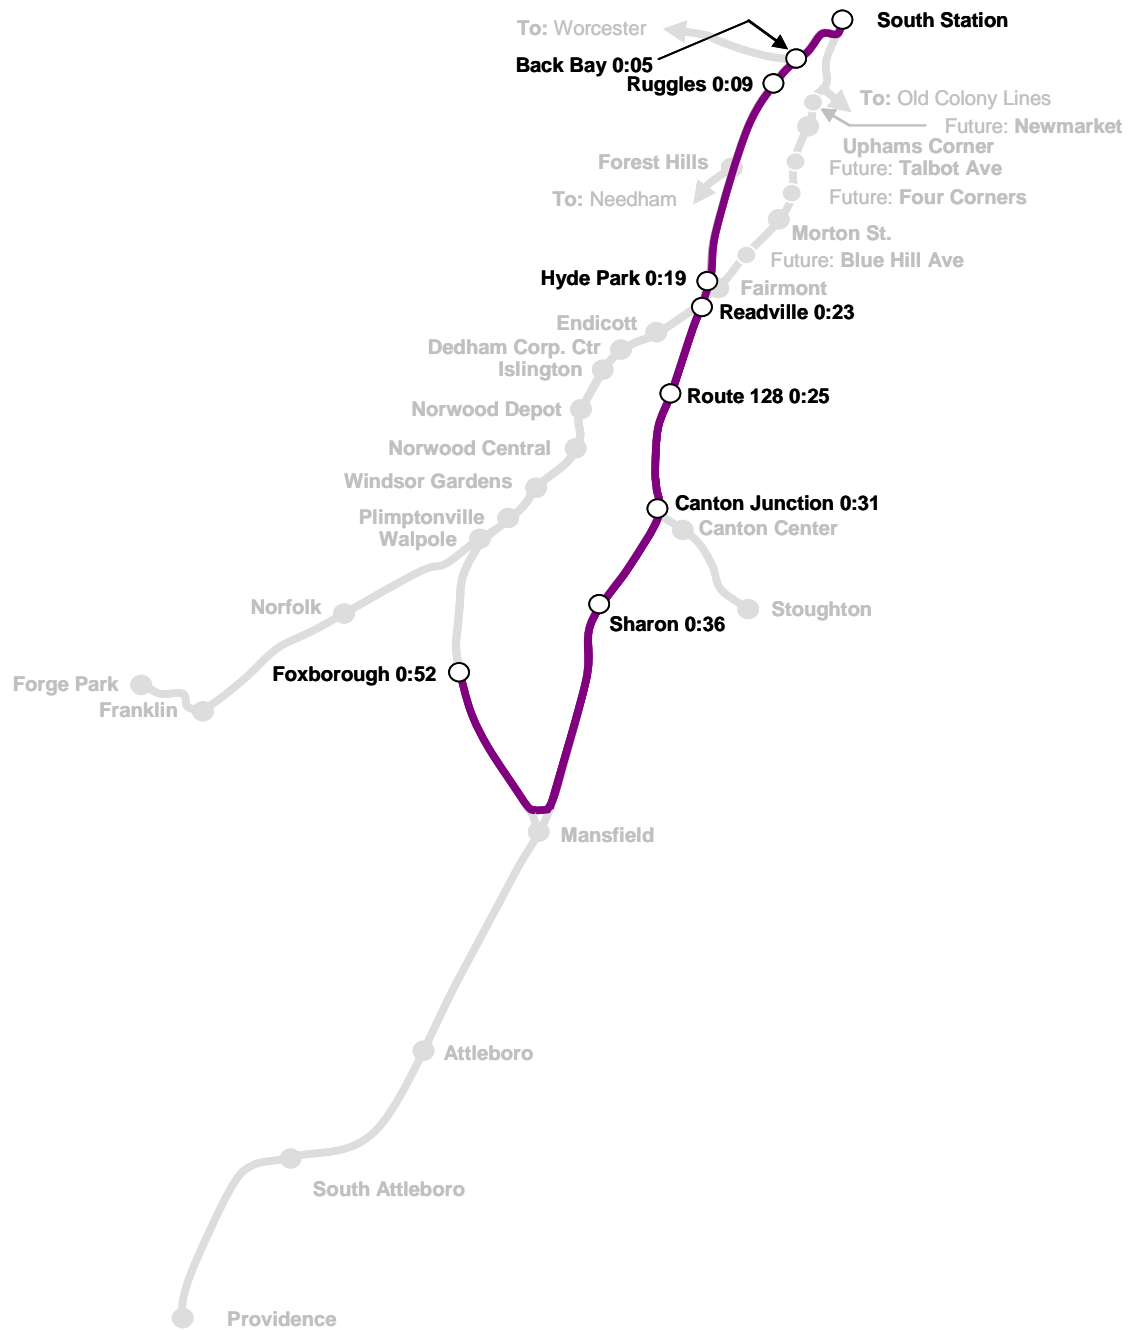 South Station
To: Worcester
Back Bay 0:05
Ruggles 0:09
To: Old Colony Lines
Future: Newmarket
Uphams Corner
Forest Hills
Future: Talbot Ave
To: Needham
Future: Four Corners
Morton St.
Future: Blue Hill Ave
Hyde Park 0:19
Fairmont
Readville 0:23
Endicott
Dedham Corp. Ctr
Islington
Route 128 0:25
Norwood Depot
Norwood Central
Windsor Gardens
Canton Junction 0:31
Plimptonville
Canton Center
Walpole
Norfolk
Stoughton
Sharon 0:36
Foxborough 0:52
Forge Park
Franklin
Mansfield
Attleboro
South Attleboro
Providence